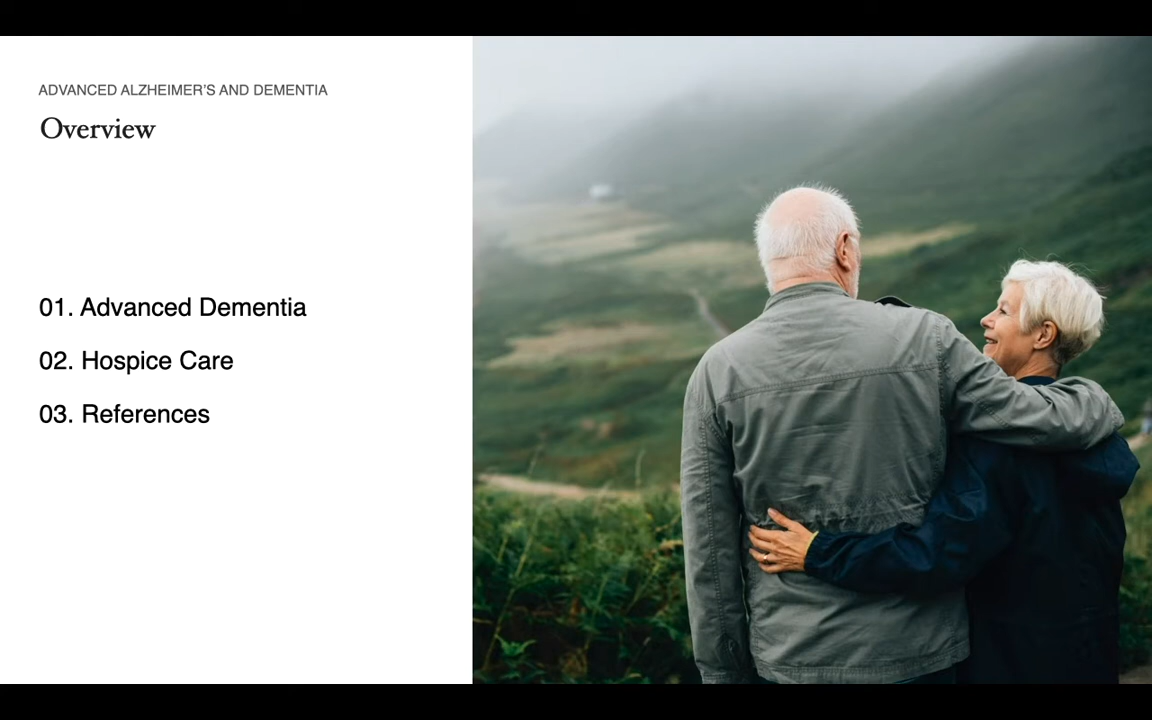 ADVANCED ALZHEIMER'S AND DEMENTIA
Overview
01. Advanced Dementia
02. Hospice Care
03. References